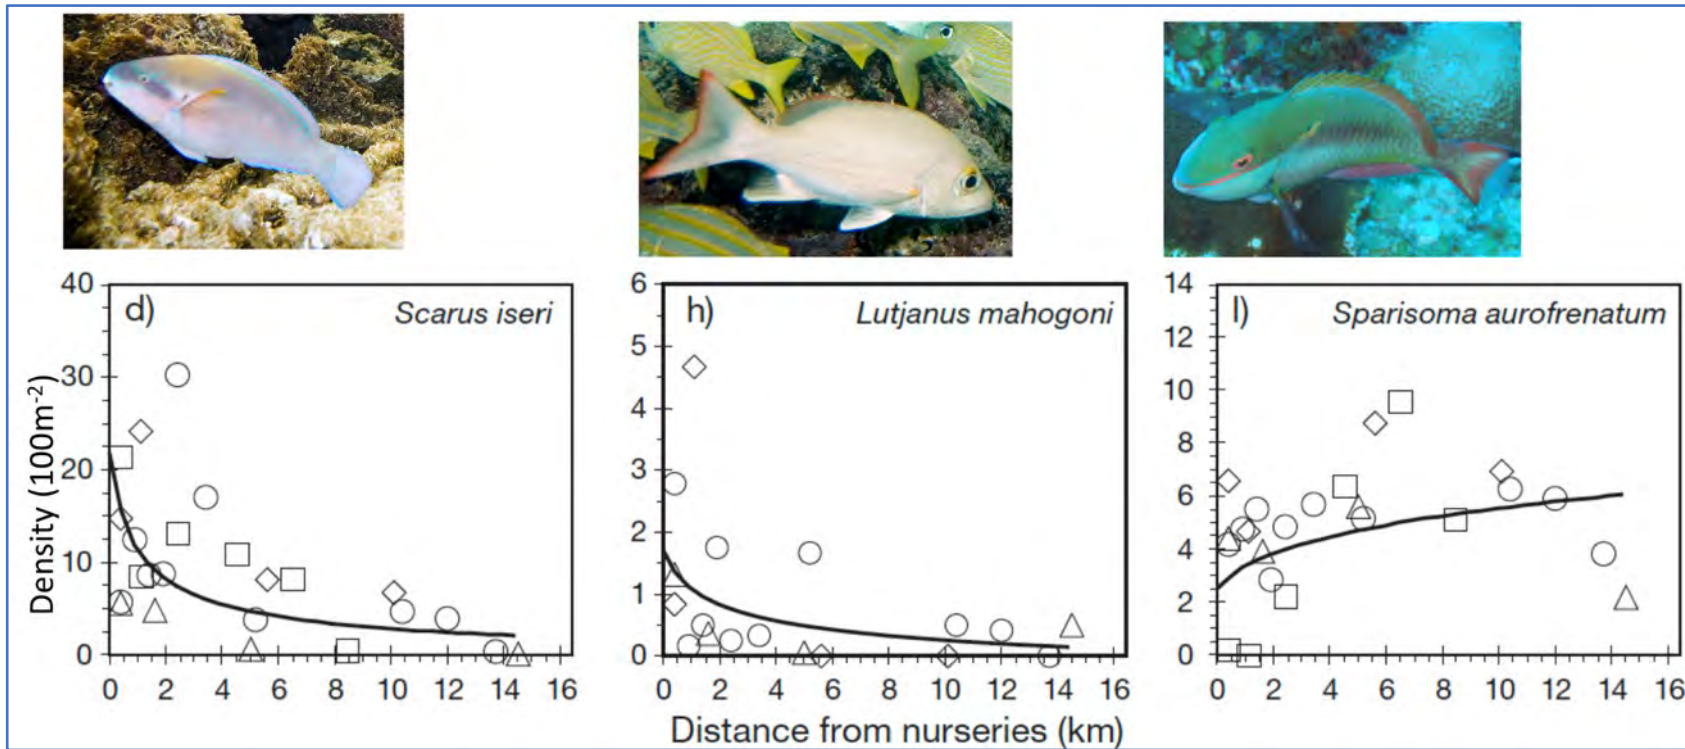 d) Scarus iseri
h) Lutjanus mahogoni
l) Sparisoma aurofrenatum
Density (100m⁻²)
40
30
20
10
0
0 2 4 6 8 10 12 14 16
6
5
4
3
2
1
0
0 2 4 6 8 10 12 14 16
14
12
10
8
6
4
2
0
0 2 4 6 8 10 12 14 16
Distance from nurseries (km)